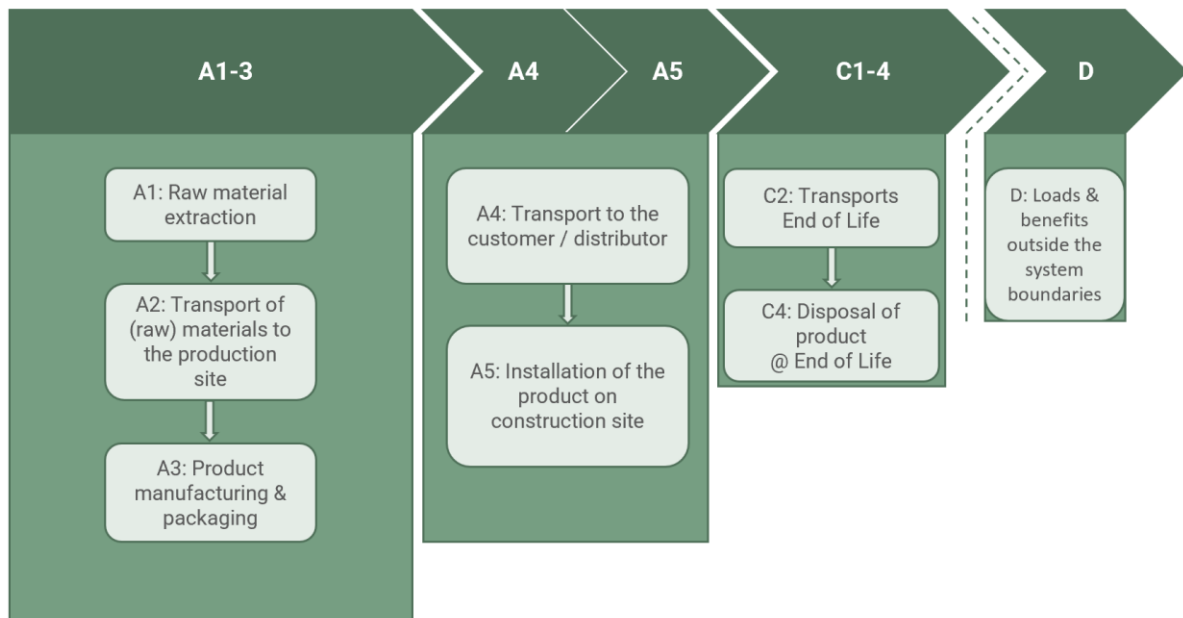 A1-3
A4
A5
C1-4
D
A1: Raw material
extraction
A2: Transport of
(raw) materials to
the production
site
A3: Product
manufacturing &
packaging
A4: Transport to the
customer / distributor
A5: Installation of the
product on
construction site
C2: Transports
End of Life
C4: Disposal of
product
@ End of Life
D: Loads &
benefits
outside the
system
boundaries